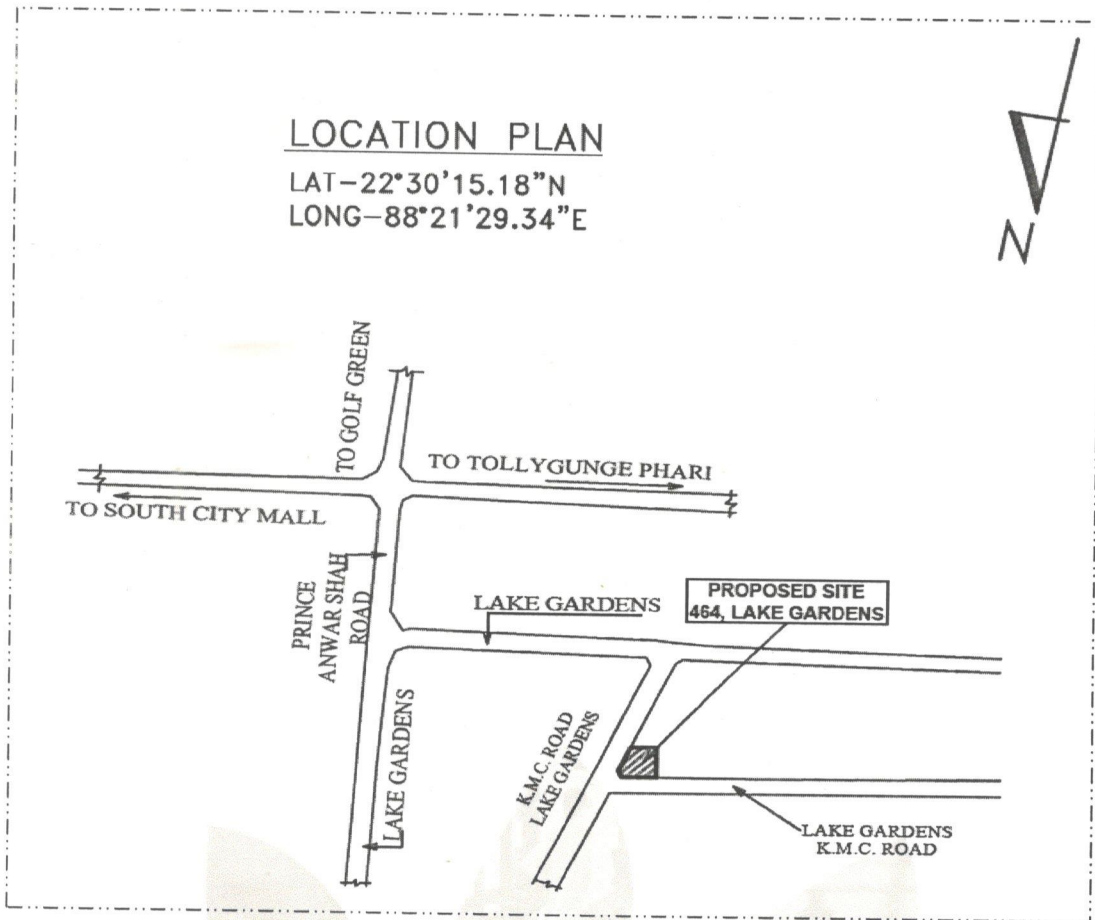 LOCATION PLAN
LAT-22°30'15.18"N
LONG-88°21'29.34"E
N
TO GOLF GREEN
TO TOLLYGUNGE PHARI
TO SOUTH CITY MALL
PRINCE
ANWAR SHAH
ROAD
LAKE GARDENS
PROPOSED SITE
464, LAKE GARDENS
LAKE GARDENS
K.M.C. ROAD
LAKE GARDENS
LAKE GARDENS
K.M.C. ROAD